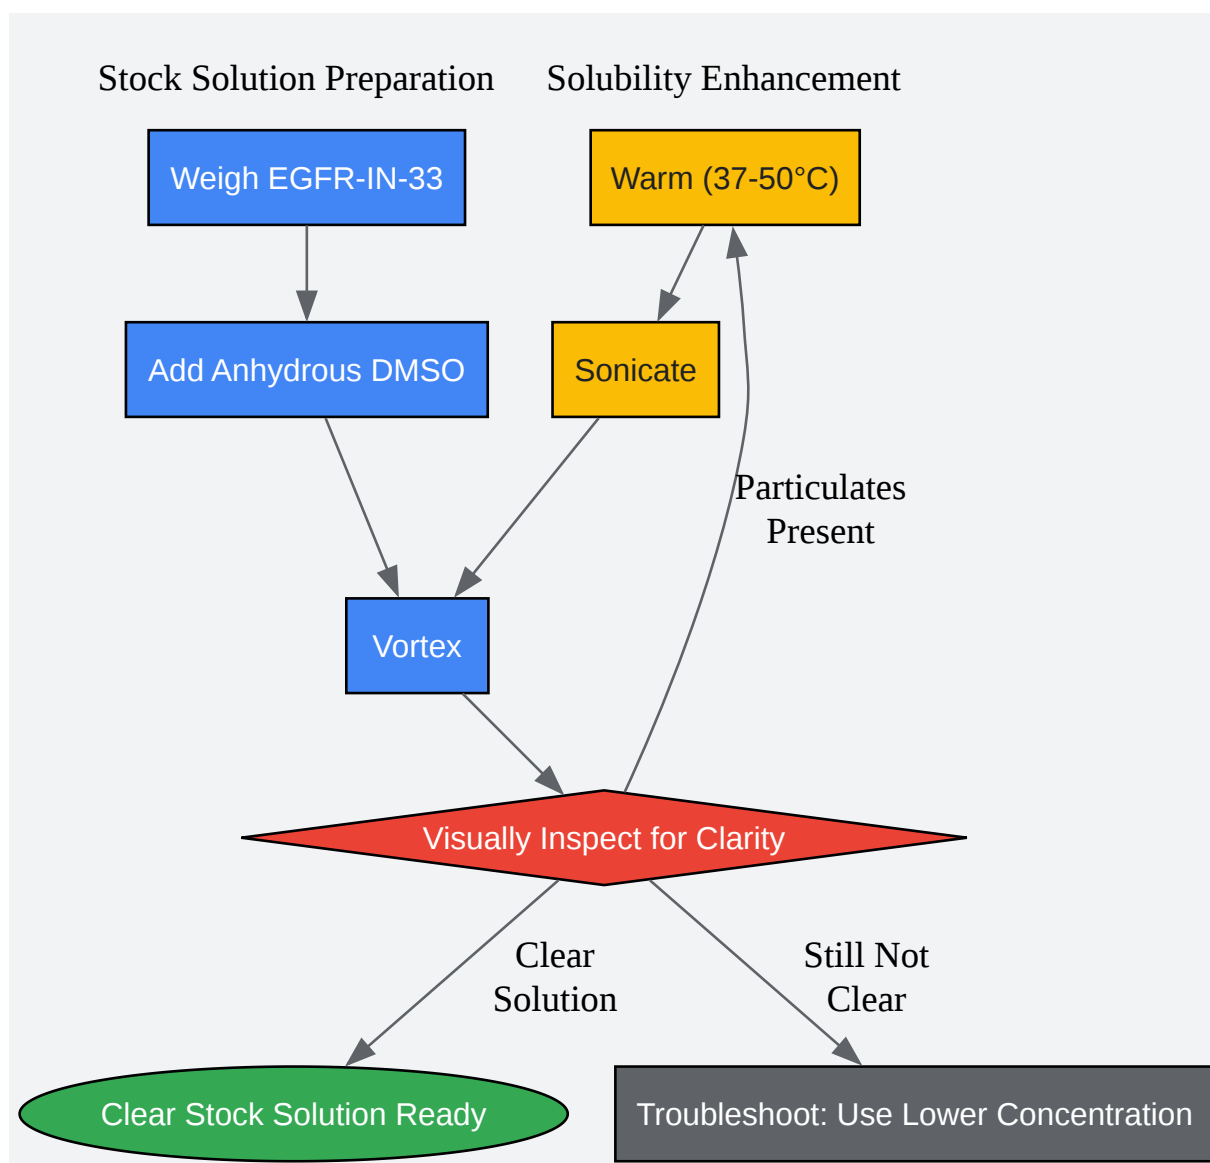 Stock Solution Preparation
Solubility Enhancement
Weigh EGFR-IN-33
Warm (37-50°C)
Add Anhydrous DMSO
Sonicate
Particulates
Present
Vortex
Visually Inspect for Clarity
Clear
Solution
Still Not
Clear
Clear Stock Solution Ready
Troubleshoot: Use Lower Concentration